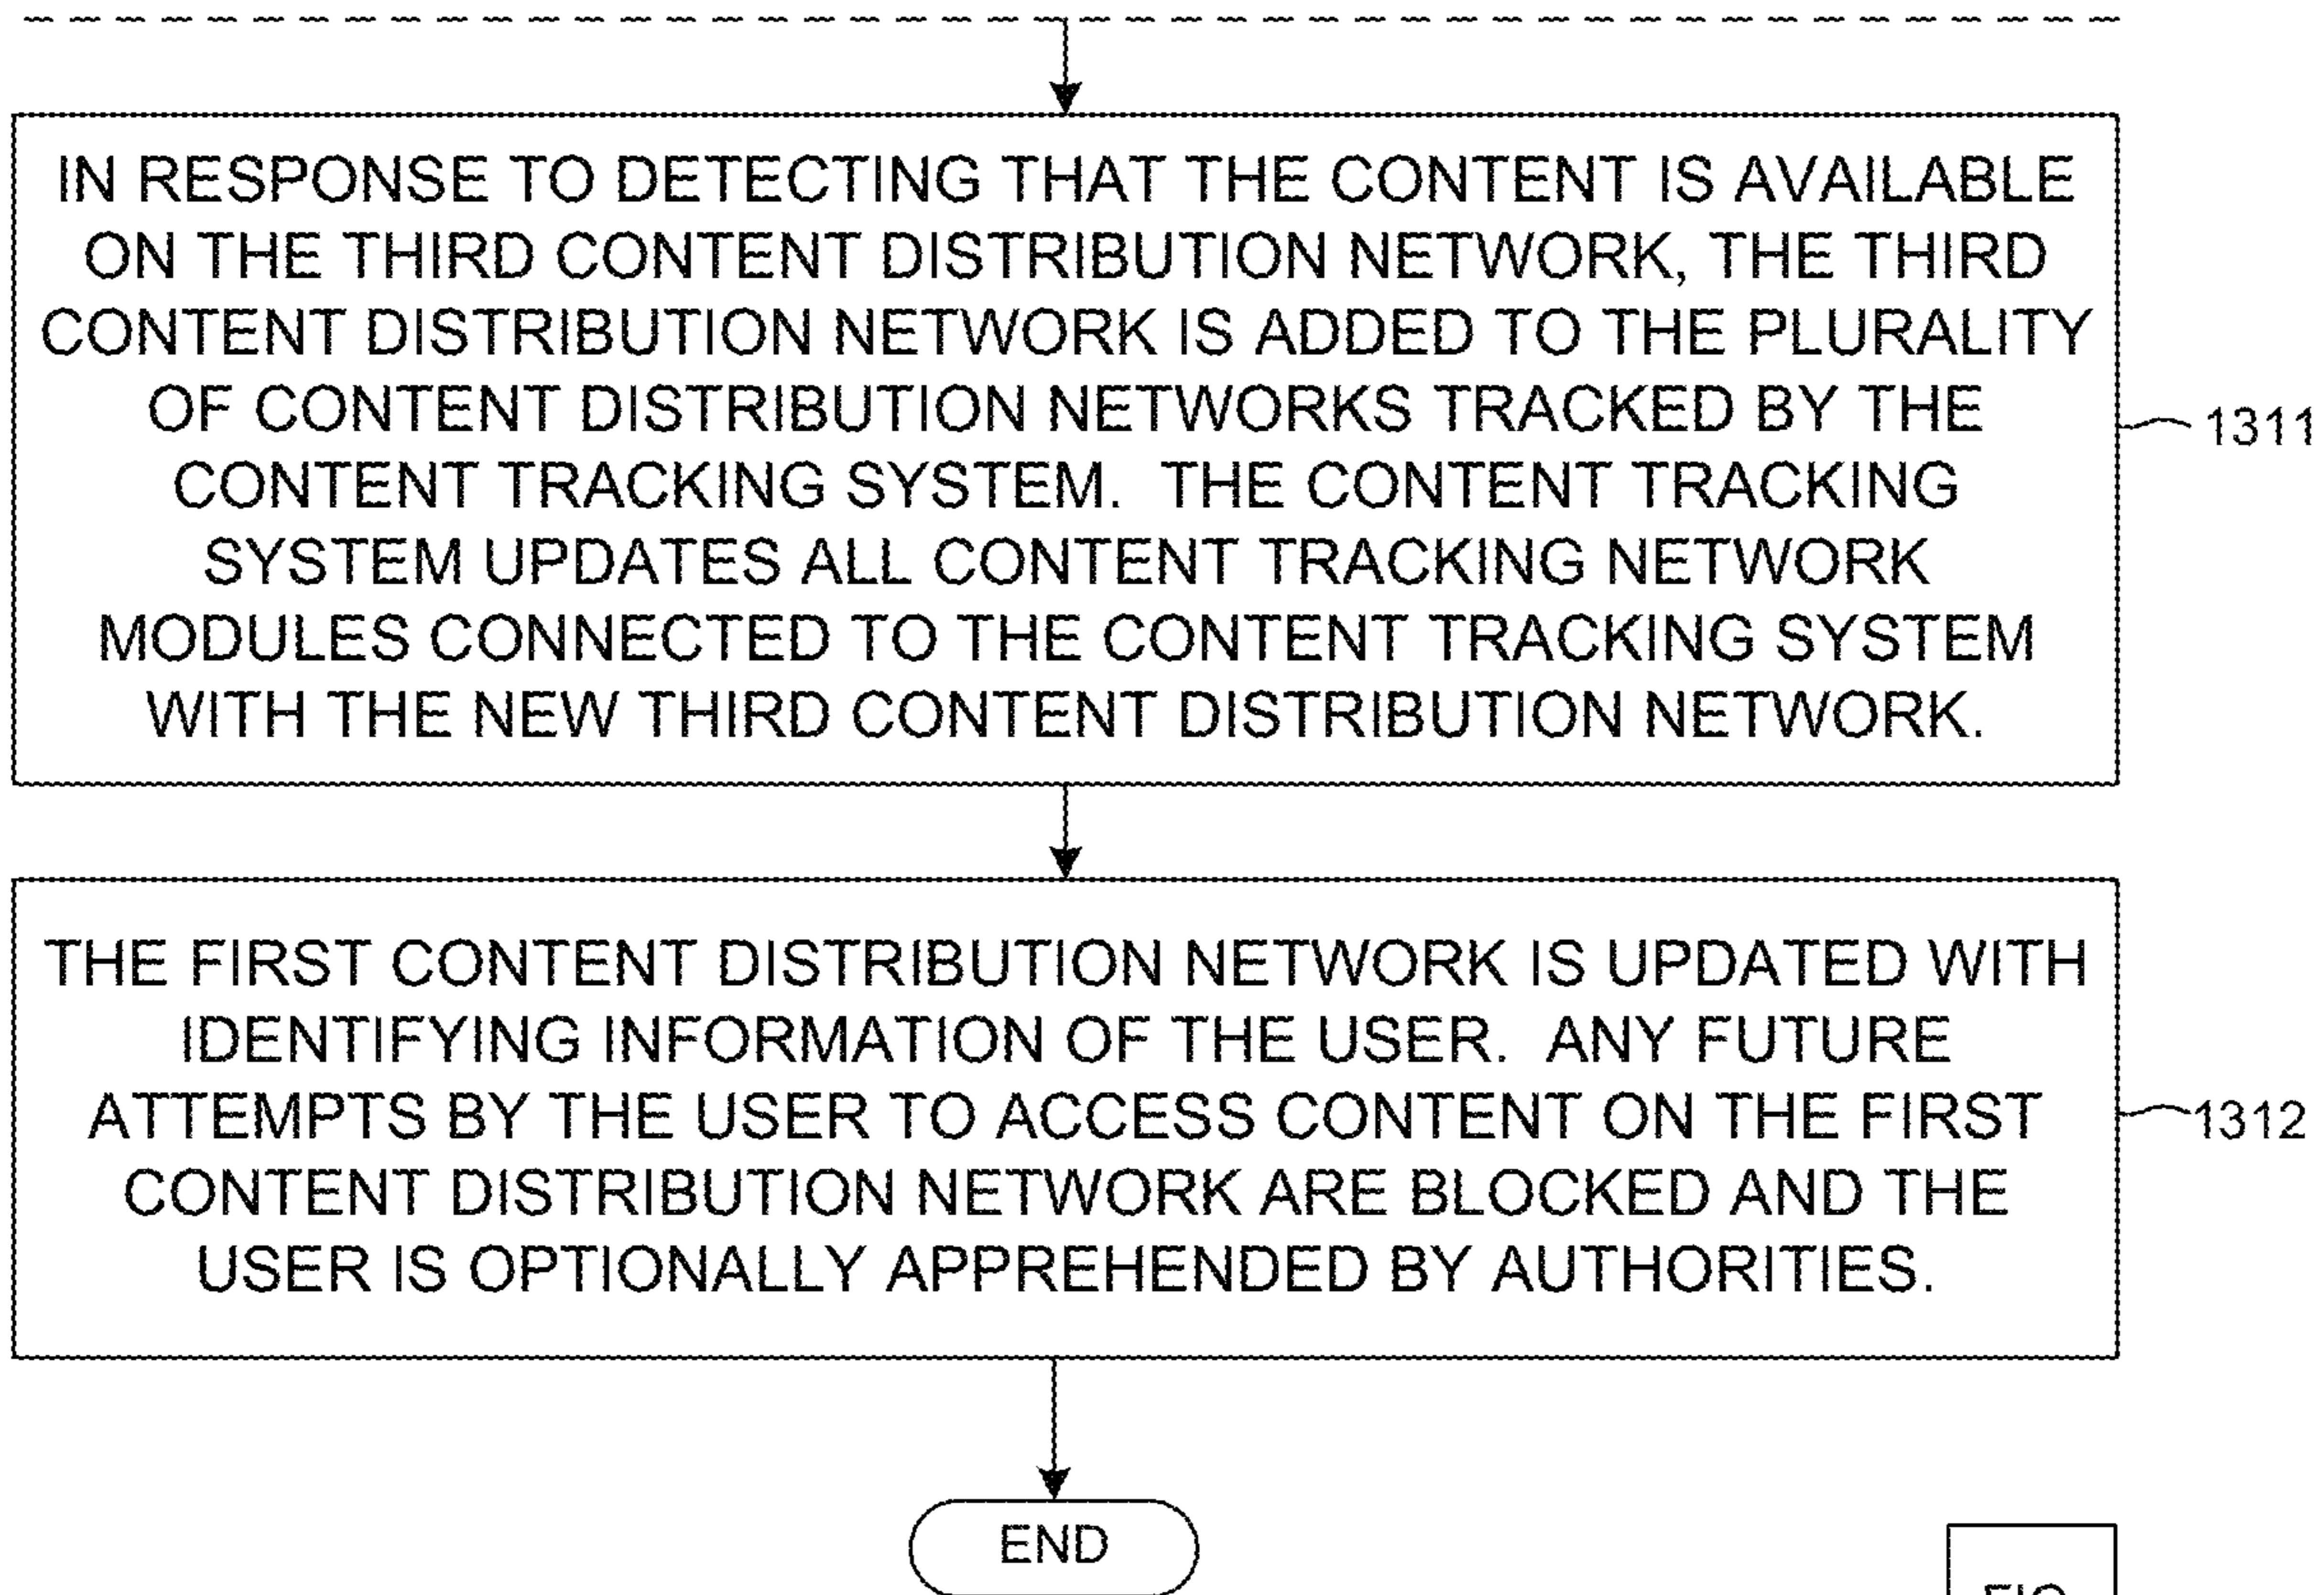 IN RESPONSE TO DETECTING THAT THE CONTENT IS AVAILABLE
ON THE THIRD CONTENT DISTRIBUTION NETWORK, THE THIRD
CONTENT DISTRIBUTION NETWORK IS ADDED TO THE PLURALITY
OF CONTENT DISTRIBUTION NETWORKS TRACKED BY THE
CONTENT TRACKING SYSTEM. THE CONTENT TRACKING
SYSTEM UPDATES ALL CONTENT TRACKING NETWORK
MODULES CONNECTED TO THE CONTENT TRACKING SYSTEM
WITH THE NEW THIRD CONTENT DISTRIBUTION NETWORK.
1311
THE FIRST CONTENT DISTRIBUTION NETWORK IS UPDATED WITH
IDENTIFYING INFORMATION OF THE USER. ANY FUTURE
ATTEMPTS BY THE USER TO ACCESS CONTENT ON THE FIRST
CONTENT DISTRIBUTION NETWORK ARE BLOCKED AND THE
USER IS OPTIONALLY APPREHENDED BY AUTHORITIES.
1312
END